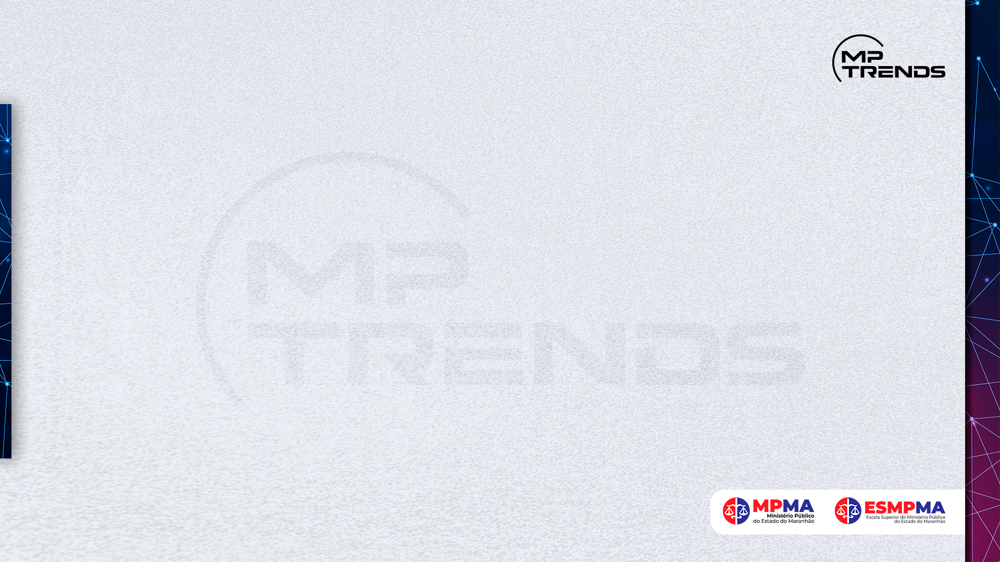 MP
TRENDS
MP
TRENDS
MPMA
Ministério Público
do Estado do Maranhão
ESMPMA
Escola Superior do Ministério Público
do Estado do Maranhão